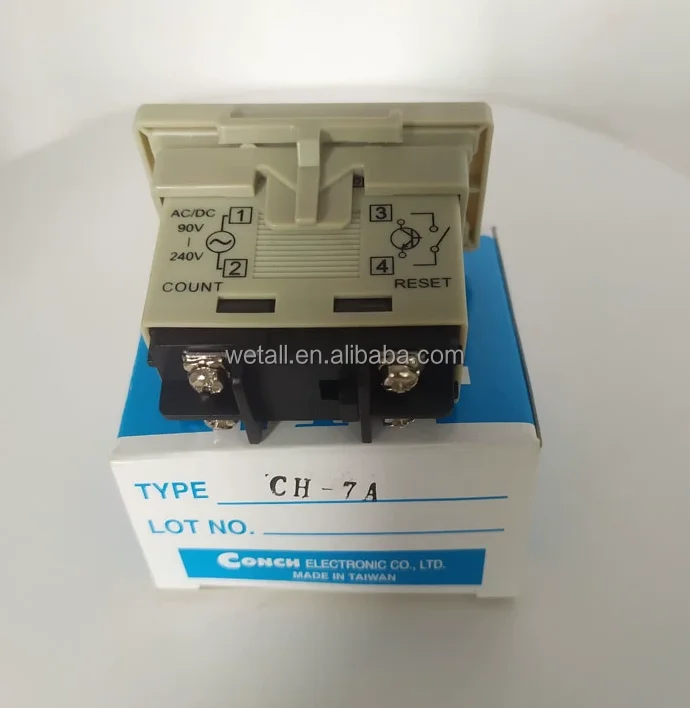 AC/DC 1 3
90V
|
240V
2 4
COUNT RESET
wetall.en.alibaba.com
TYPE CH-7A
LOT NO.
CONCH ELECTRONIC CO., LTD.
MADE IN TAIWAN